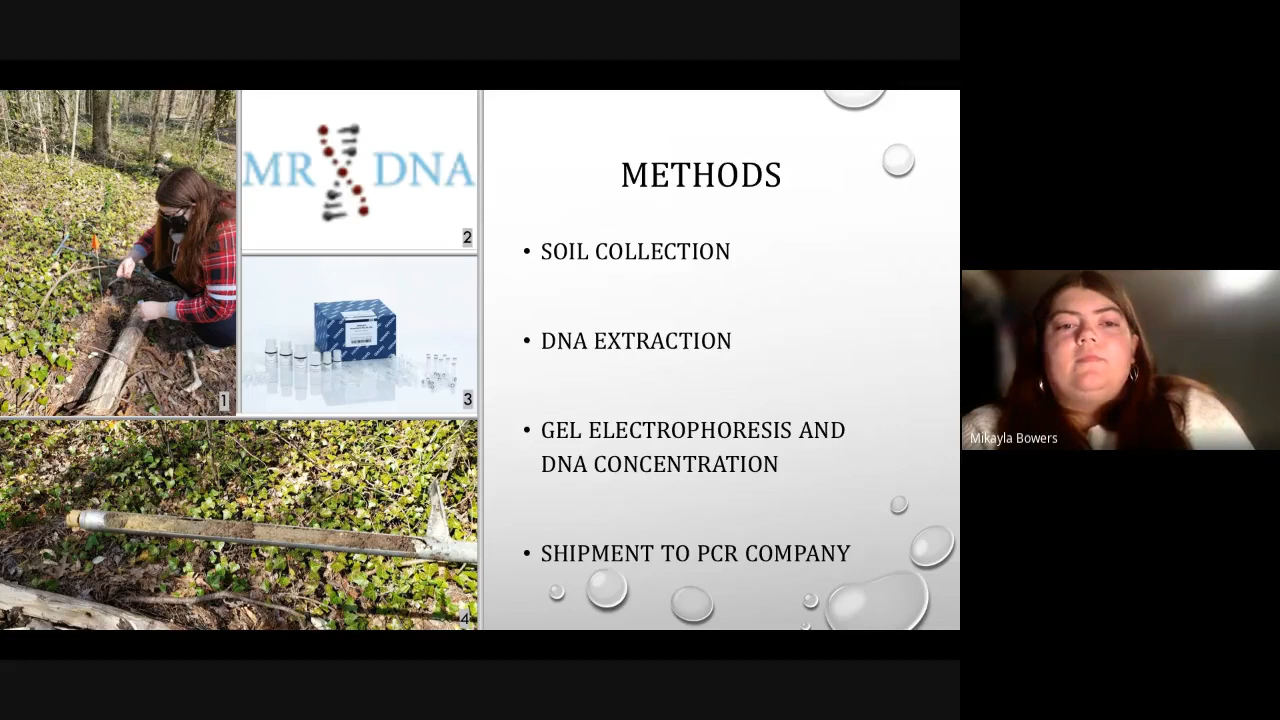 MR DNA
2
1
3
4
METHODS
• SOIL COLLECTION
• DNA EXTRACTION
• GEL ELECTROPHORESIS AND
DNA CONCENTRATION
• SHIPMENT TO PCR COMPANY
Mikayla Bowers